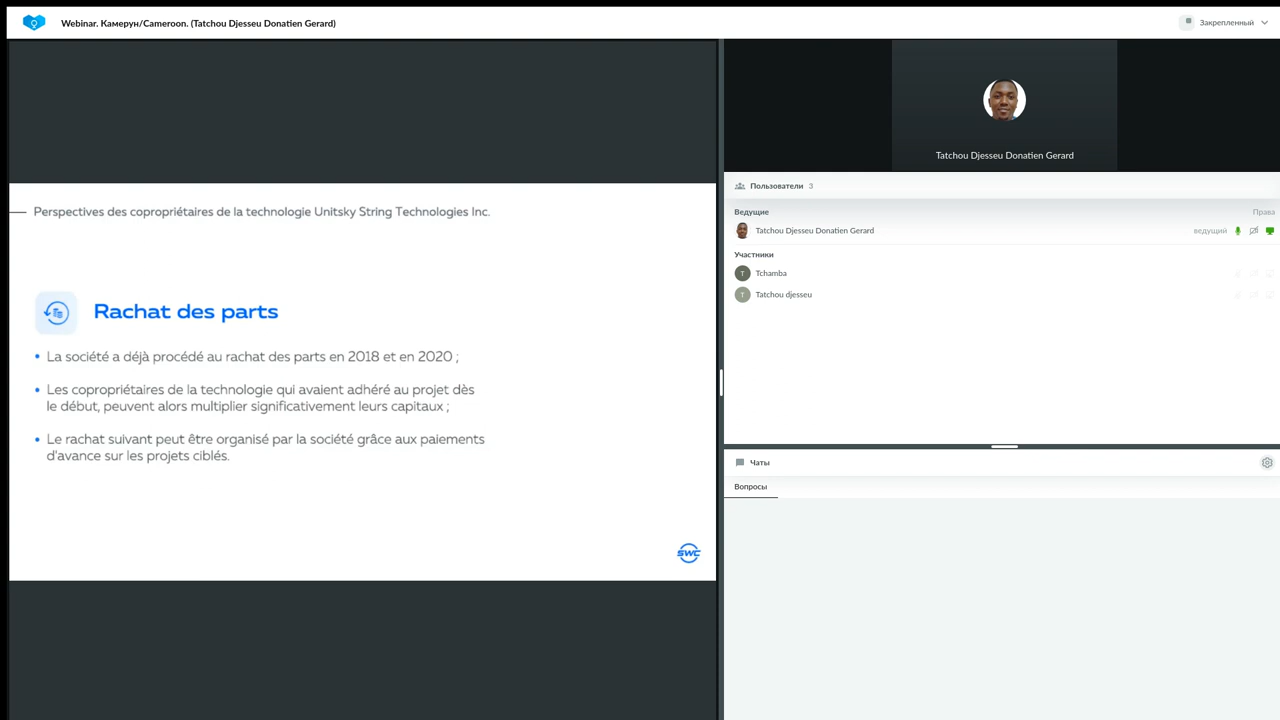 Webinar. Камерун/Cameroon. (Tatchou Djesseu Donatien Gerard)
Закрепленный
Perspectives des copropriétaires de la technologie Unitsky String Technologies Inc.
Rachat des parts
• La société a déjà procédé au rachat des parts en 2018 et en 2020 ;
• Les copropriétaires de la technologie qui avaient adhéré au projet dès
le début, peuvent alors multiplier significativement leurs capitaux ;
• Le rachat suivant peut être organisé par la société grâce aux paiements
d'avance sur les projets ciblés.
SWC
Tatchou Djesseu Donatien Gerard
Пользователи 3
Ведущие Права
Tatchou Djesseu Donatien Gerard ведущий
Участники
T Tchamba
T Tatchou djesseu
Чаты
Вопросы